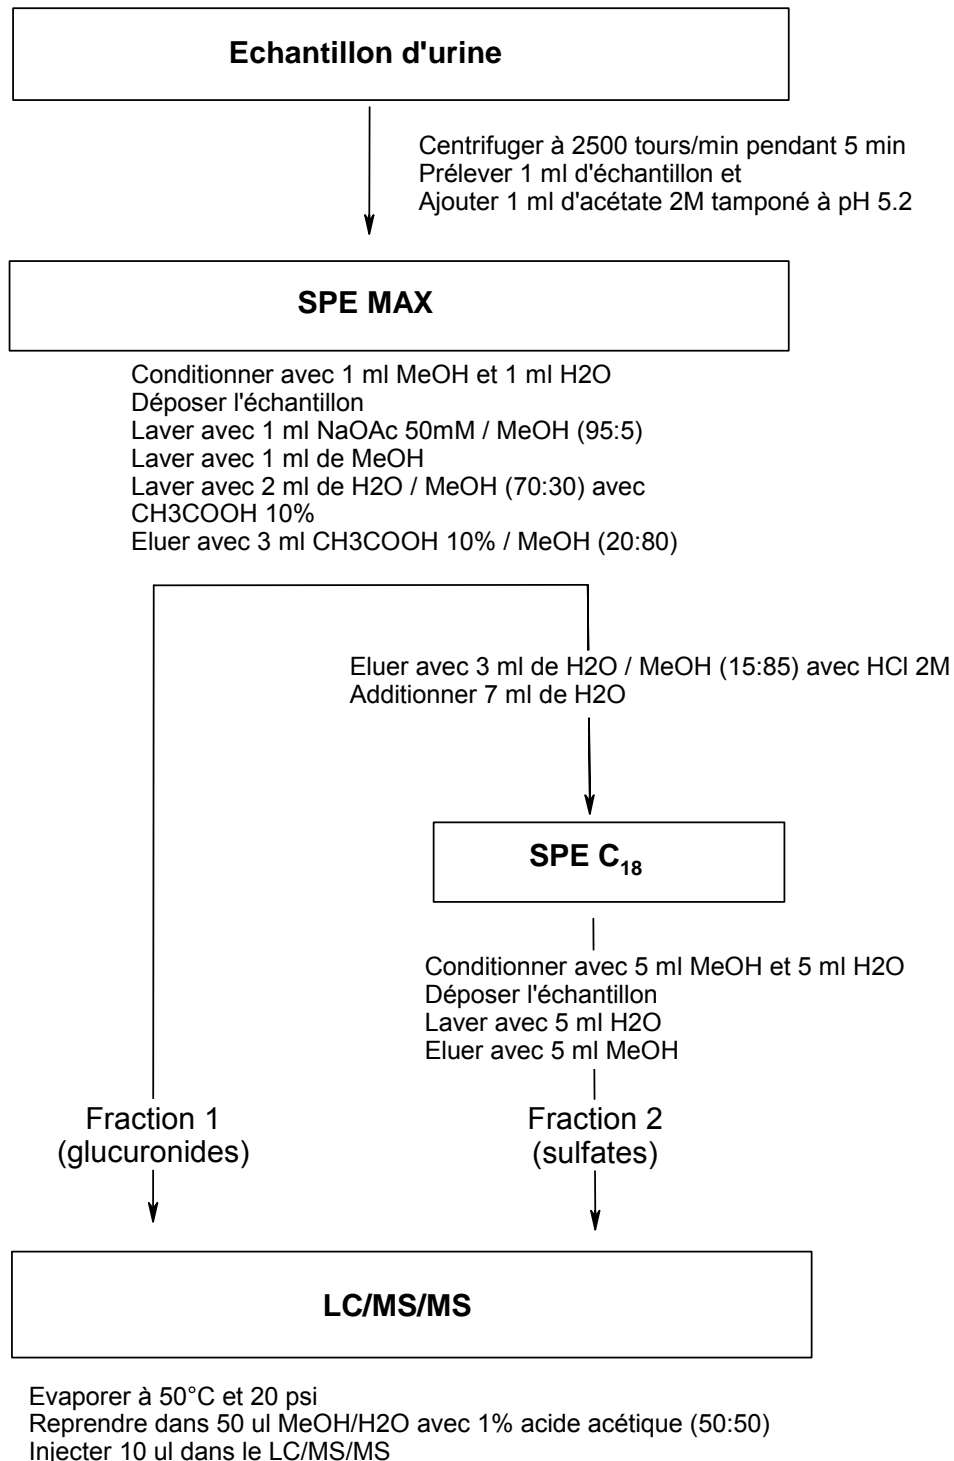 Echantillon d'urine
Centrifuger à 2500 tours/min pendant 5 min
Prélever 1 ml d'échantillon et
Ajouter 1 ml d'acétate 2M tamponé à pH 5.2
SPE MAX
Conditionner avec 1 ml MeOH et 1 ml H2O
Déposer l'échantillon
Laver avec 1 ml NaOAc 50mM / MeOH (95:5)
Laver avec 1 ml de MeOH
Laver avec 2 ml de H2O / MeOH (70:30) avec
CH3COOH 10%
Eluer avec 3 ml CH3COOH 10% / MeOH (20:80)
Eluer avec 3 ml de H2O / MeOH (15:85) avec HCl 2M
Additionner 7 ml de H2O
SPE C18
Conditionner avec 5 ml MeOH et 5 ml H2O
Déposer l'échantillon
Laver avec 5 ml H2O
Eluer avec 5 ml MeOH
Fraction 1
(glucuronides)
Fraction 2
(sulfates)
LC/MS/MS
Evaporer à 50°C et 20 psi
Reprendre dans 50 ul MeOH/H2O avec 1% acide acétique (50:50)
Injecter 10 ul dans le LC/MS/MS